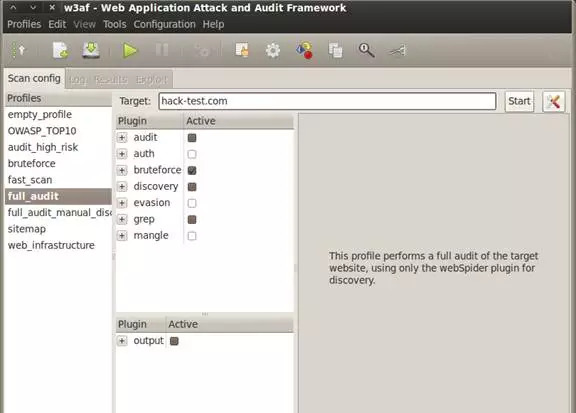 w3af - Web Application Attack and Audit Framework
Profiles Edit View Tools Configuration Help
Scan config Log Results Exploit
Profiles
empty_profile
OWASP_TOP10
audit_high_risk
bruteforce
fast_scan
full_audit
full_audit_manual_disc
sitemap
web_infrastructure
Target: hack-test.com Start
Plugin Active
audit
auth
bruteforce
discovery
evasion
grep
mangle
Plugin Active
output
This profile performs a full audit of the target
website, using only the webSpider plugin for
discovery.